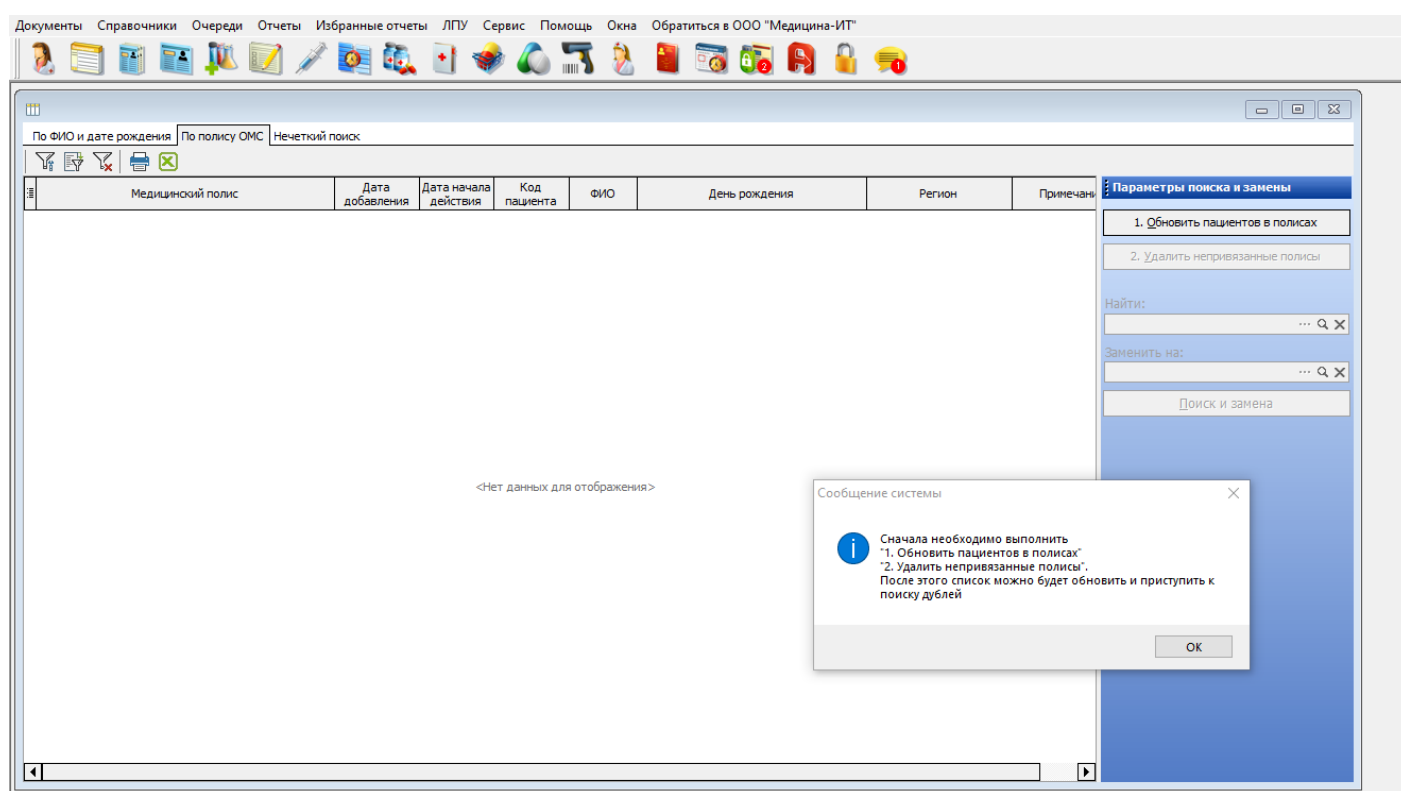 Документы Справочники Очереди Отчеты Избранные отчеты ЛПУ Сервис Помощь Окна Обратиться в ООО "Медицина-ИТ"
2
1
По ФИО и дате рождения По полису ОМС Нечеткий поиск
Медицинский полис
Дата добавления
Дата начала действия
Код пациента
ФИО
День рождения
Регион
Примечани
Параметры поиска и замены
1. Обновить пациентов в полисах
2. Удалить непривязанные полисы
Найти:
Заменить на:
Поиск и замена
<Нет данных для отображения>
Сообщение системы
Сначала необходимо выполнить
"1. Обновить пациентов в полисах"
"2. Удалить непривязанные полисы".
После этого список можно будет обновить и приступить к
поиску дублей
ОК